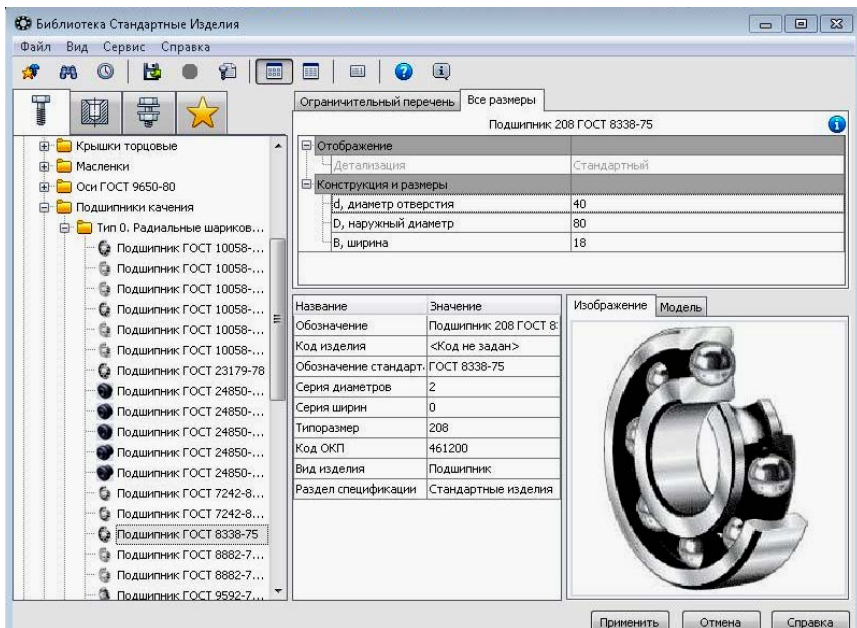 Библиотека Стандартные Изделия
Файл Вид Сервис Справка
Крышки торцовые
Масленки
Оси ГОСТ 9650-80
Подшипники качения
Тип 0. Радиальные шариков...
Подшипник ГОСТ 10058-...
Подшипник ГОСТ 10058-...
Подшипник ГОСТ 10058-...
Подшипник ГОСТ 10058-...
Подшипник ГОСТ 10058-...
Подшипник ГОСТ 10058-...
Подшипник ГОСТ 23179-78
Подшипник ГОСТ 24850-...
Подшипник ГОСТ 24850-...
Подшипник ГОСТ 24850-...
Подшипник ГОСТ 24850-...
Подшипник ГОСТ 24850-...
Подшипник ГОСТ 7242-8...
Подшипник ГОСТ 7242-8...
Подшипник ГОСТ 8338-75
Подшипник ГОСТ 8882-7...
Подшипник ГОСТ 8882-7...
Подшипник ГОСТ 9592-7...
Ограничительный перечень Все размеры
Подшипник 208 ГОСТ 8338-75
Отображение
Детализация Стандартный
Конструкция и размеры
d, диаметр отверстия 40
D, наружный диаметр 80
B, ширина 18
Название Значение
Обозначение Подшипник 208 ГОСТ 8:
Код изделия <Код не задан>
Обозначение стандарт. ГОСТ 8338-75
Серия диаметров 2
Серия ширин 0
Типоразмер 208
Код ОКП 461200
Вид изделия Подшипник
Раздел спецификации Стандартные изделия
Изображение Модель
Применить Отмена Справка